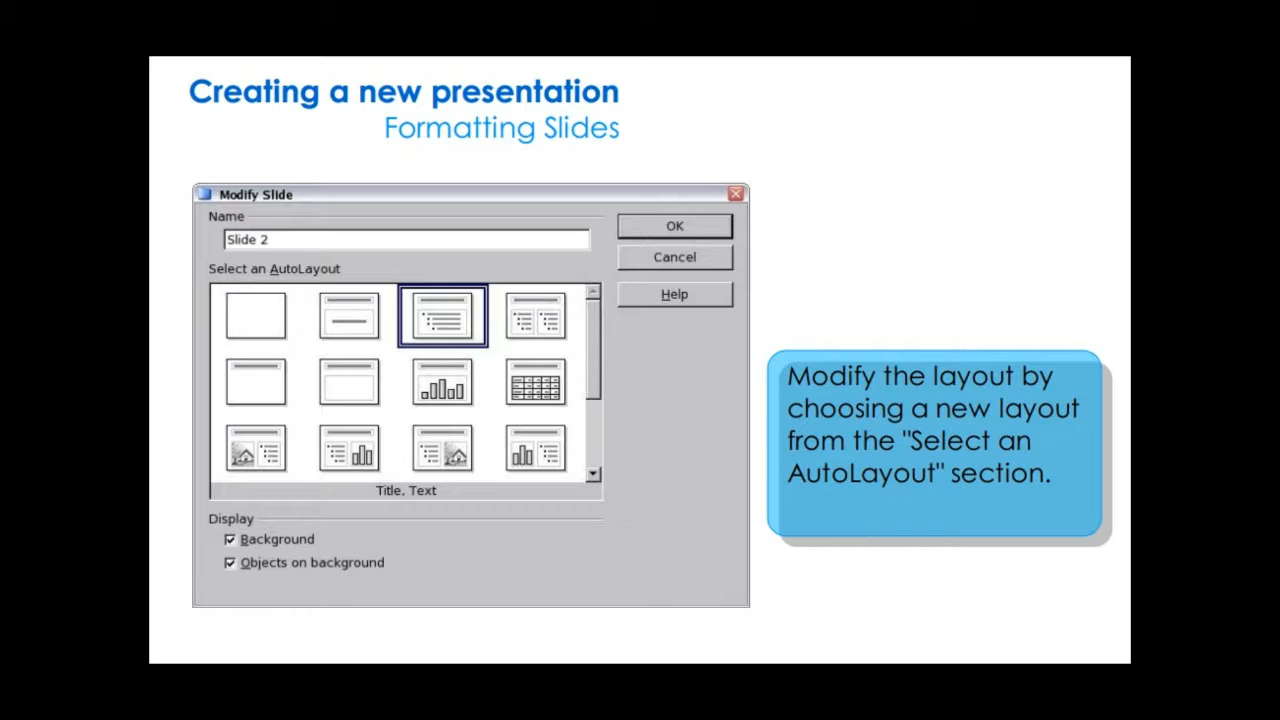 Creating a new presentation
Formatting Slides
Modify Slide
Name
Slide 2
Select an AutoLayout
Title, Text
Display
Background
Objects on background
OK
Cancel
Help
Modify the layout by
choosing a new layout
from the "Select an
AutoLayout" section.